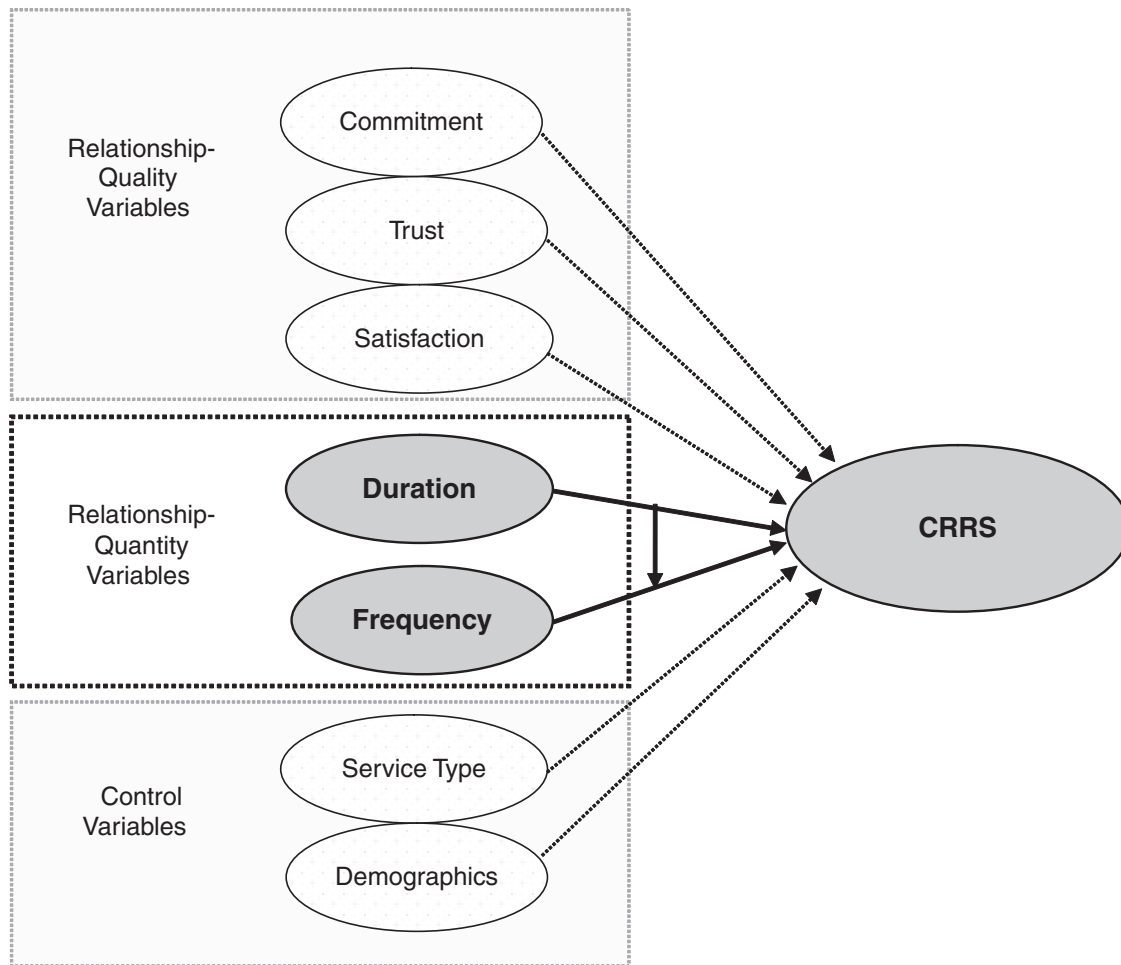 Relationship-
Quality
Variables
Commitment
Trust
Satisfaction
Relationship-
Quantity
Variables
Duration
Frequency
CRRS
Control
Variables
Service Type
Demographics